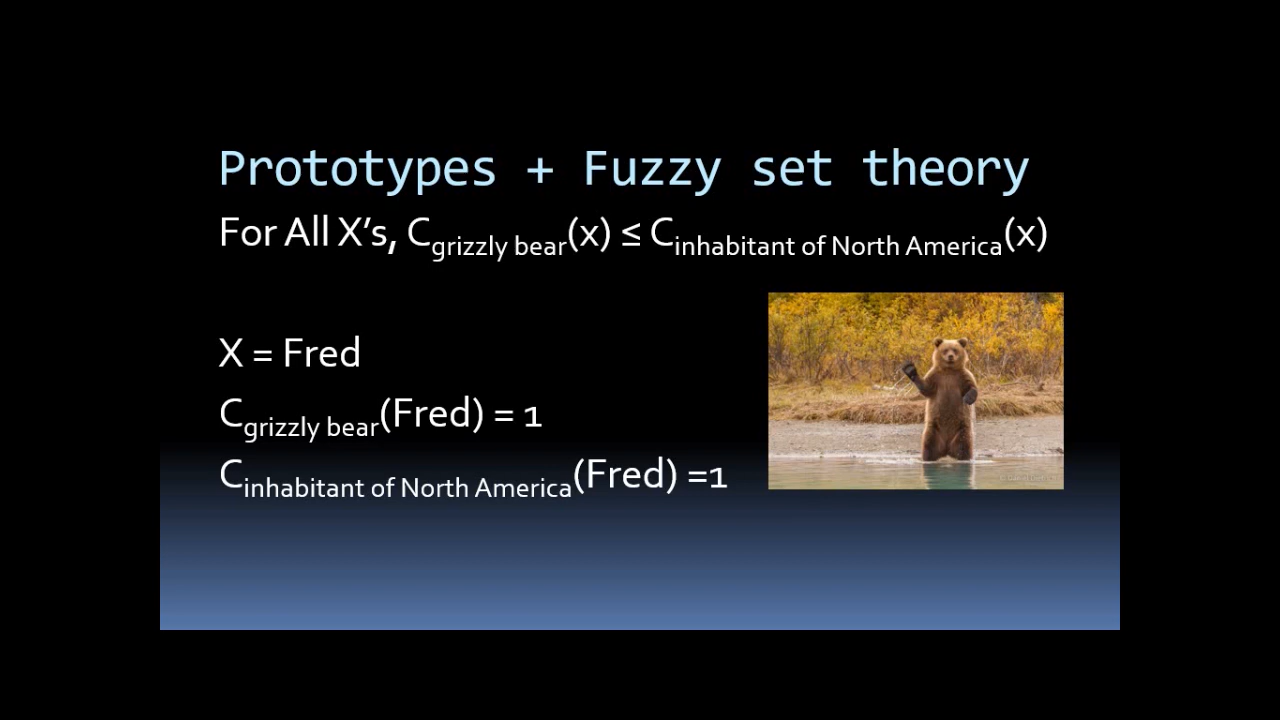 Prototypes + Fuzzy set theory
For All X’s, Cgrizzly bear(x) ≤ Cinhabitant of North America(x)
X = Fred
Cgrizzly bear(Fred) = 1
Cinhabitant of North America(Fred) =1